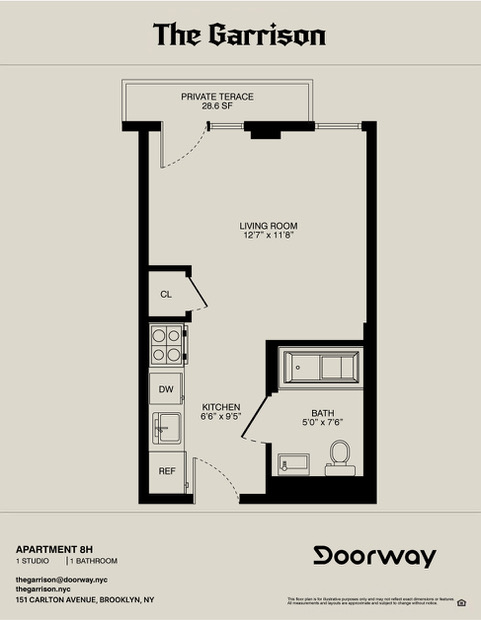 The Garrison
PRIVATE TERACE
28.6 SF
LIVING ROOM
12'7" x 11'8"
CL
DW
KITCHEN
6'6" x 9'5"
BATH
5'0" x 7'6"
REF
APARTMENT 8H
1 STUDIO | 1 BATHROOM
Doorway
thegarrison@doorway.nyc
thegarrison.nyc
151 CARLTON AVENUE, BROOKLYN, NY
This floor plan is for illustrative purposes only and may not reflect exact dimensions or features.
All measurements and layouts are approximate and subject to change without notice.